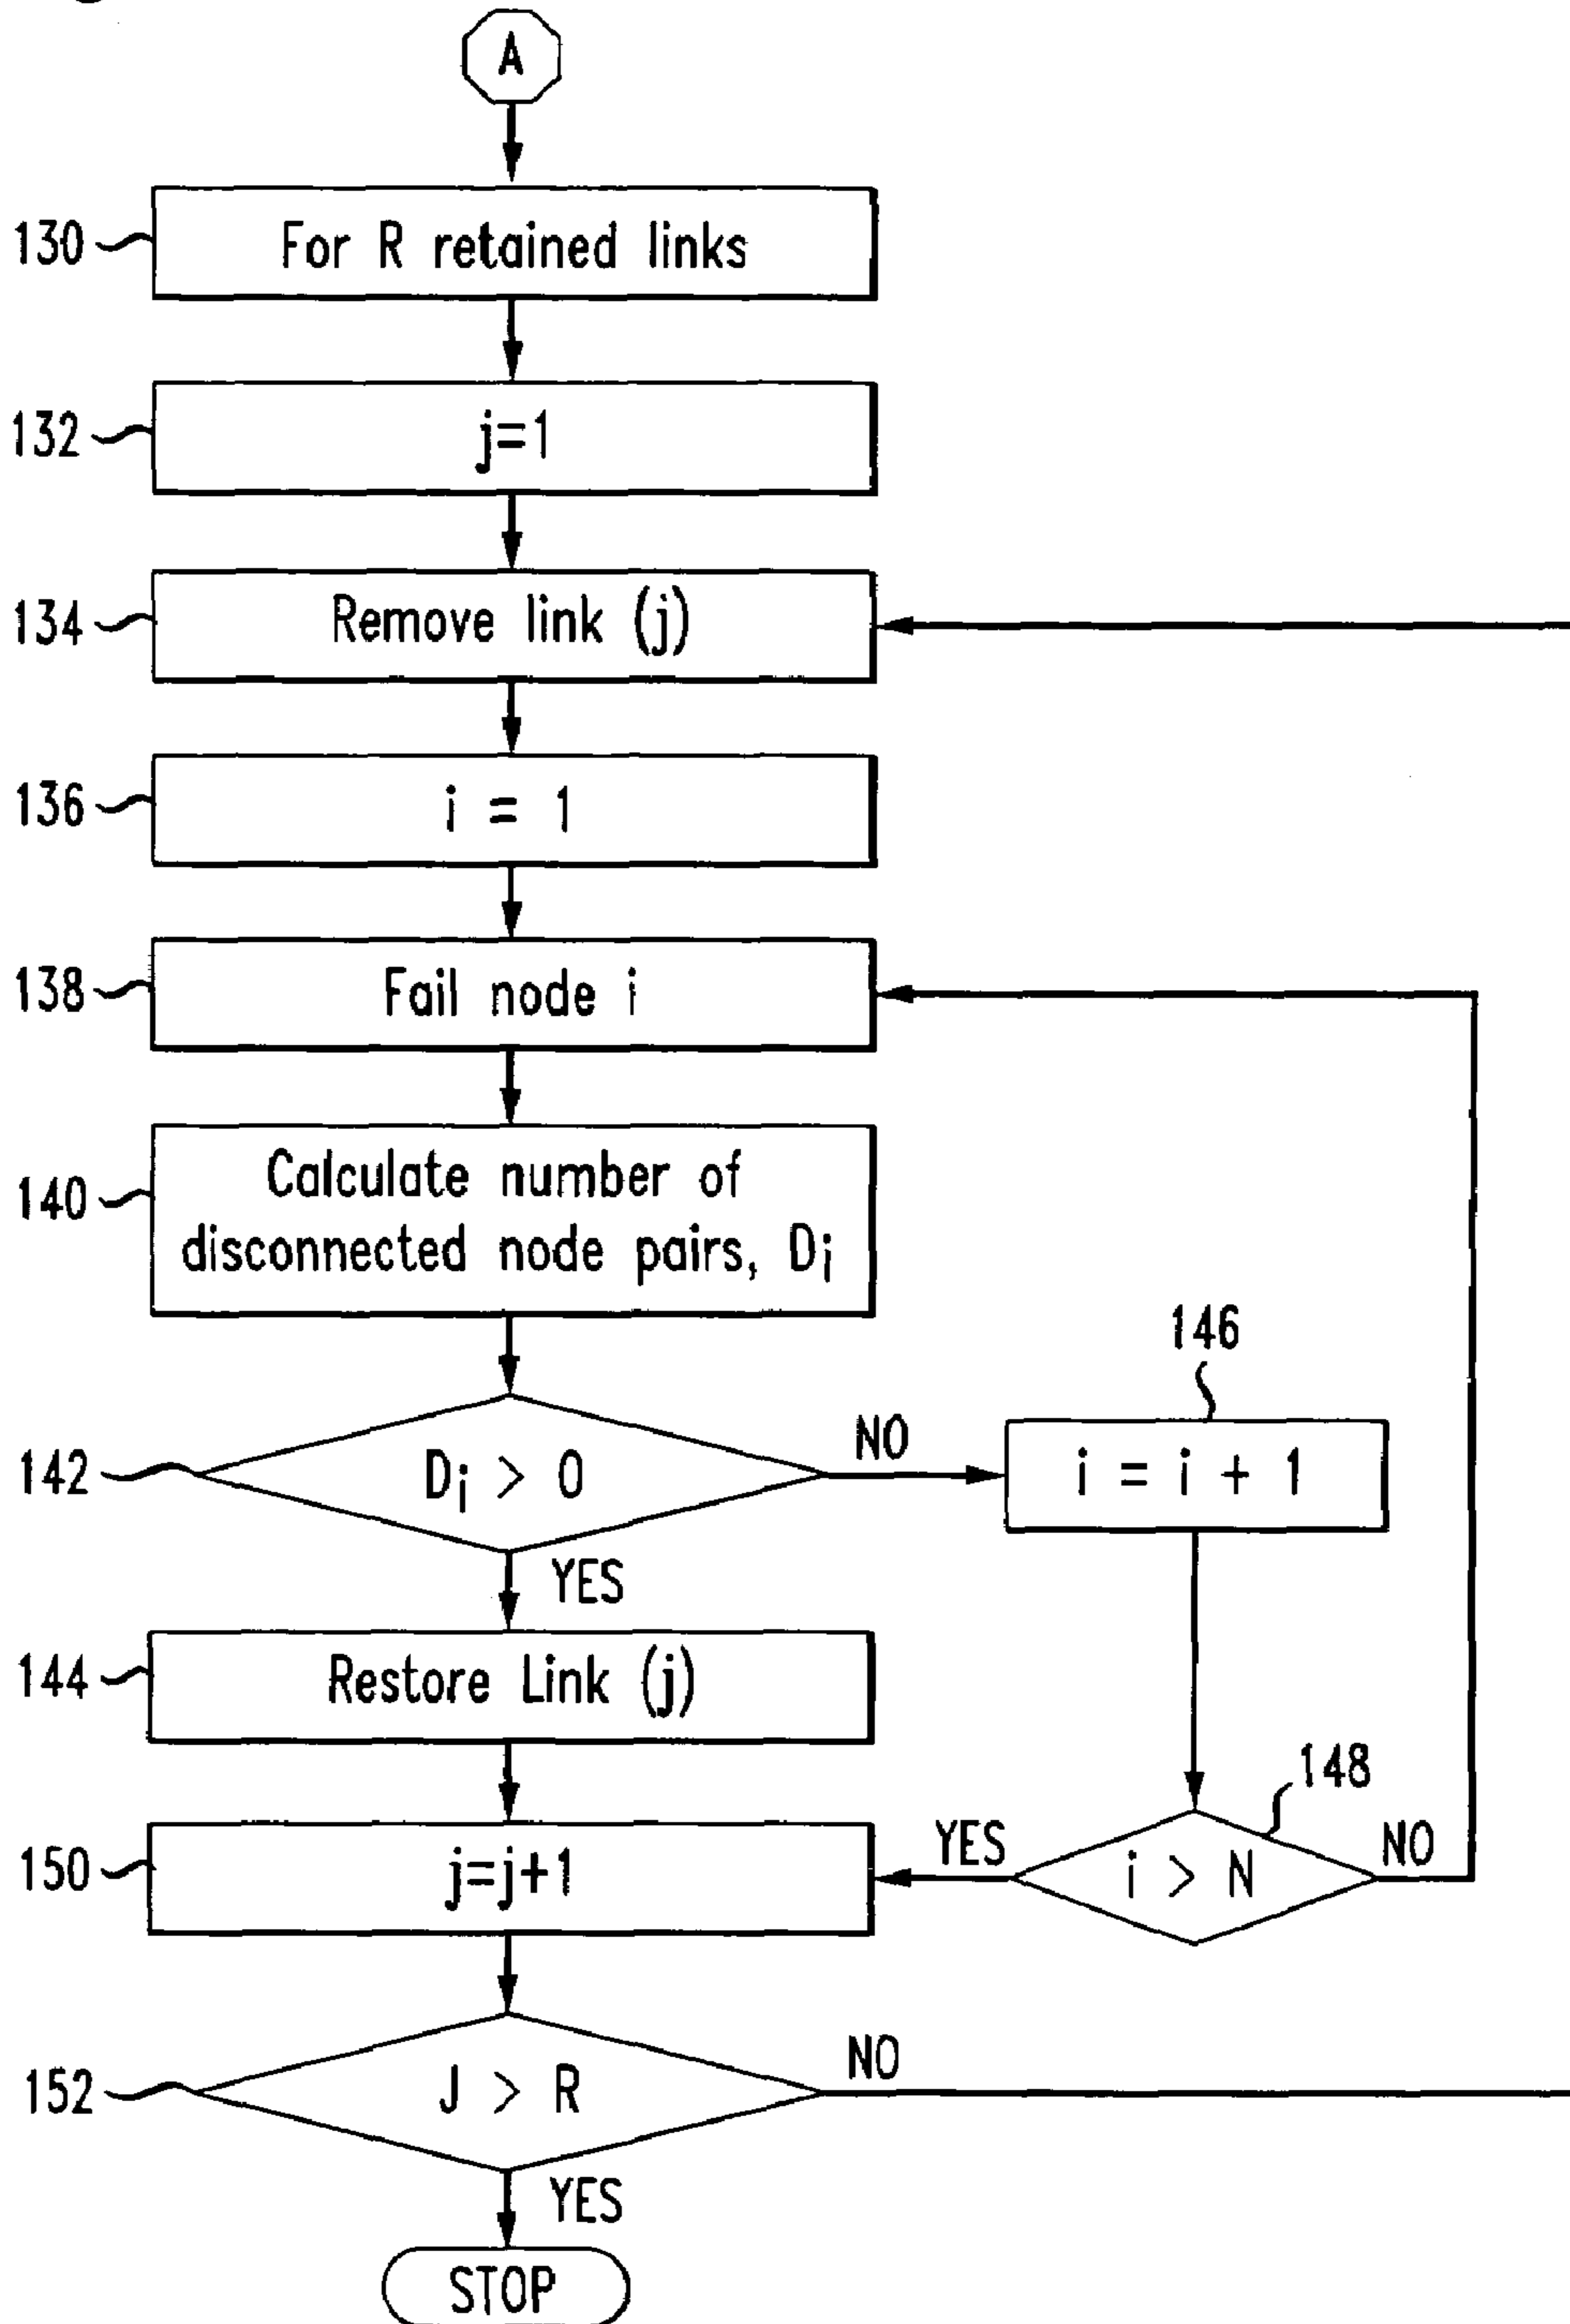 A
130
For R retained links
132
j=1
134
Remove link (j)
136
i = 1
138
Fail node i
140
Calculate number of
disconnected node pairs, Di
146
142
Di > 0
NO
i = i + 1
YES
144
Restore Link (j)
148
150
j=j+1
YES
i > N
NO
152
J > R
NO
YES
STOP